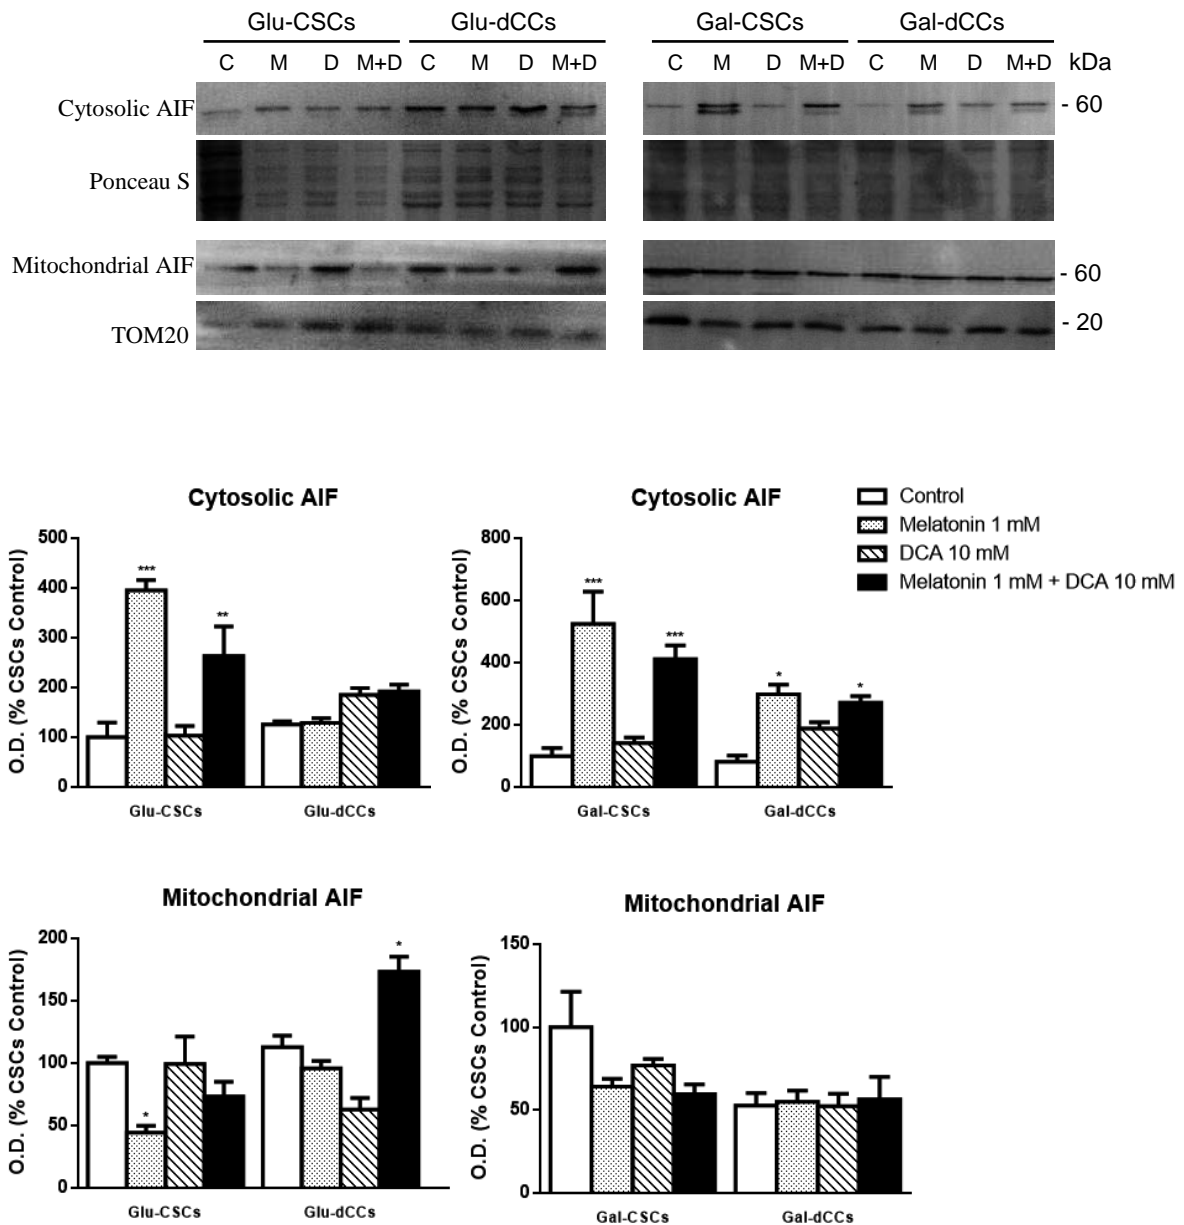 Glu-CSCs Glu-dCCs Gal-CSCs Gal-dCCs
C M D M+D C M D M+D C M D M+D C M D M+D kDa
Cytosolic AIF - 60
Ponceau S
Mitochondrial AIF - 60
TOM20 - 20
Cytosolic AIF
O.D. (% CSCs Control)
500
400
300
200
100
0
***
**
Glu-CSCs Glu-dCCs
Cytosolic AIF
O.D. (% CSCs Control)
800
600
400
200
0
***
***
*
*
Gal-CSCs Gal-dCCs
Control
Melatonin 1 mM
DCA 10 mM
Melatonin 1 mM + DCA 10 mM
Mitochondrial AIF
O.D. (% CSCs Control)
200
150
100
50
0
*
*
Glu-CSCs Glu-dCCs
Mitochondrial AIF
O.D. (% CSCs Control)
150
100
50
0
Gal-CSCs Gal-dCCs